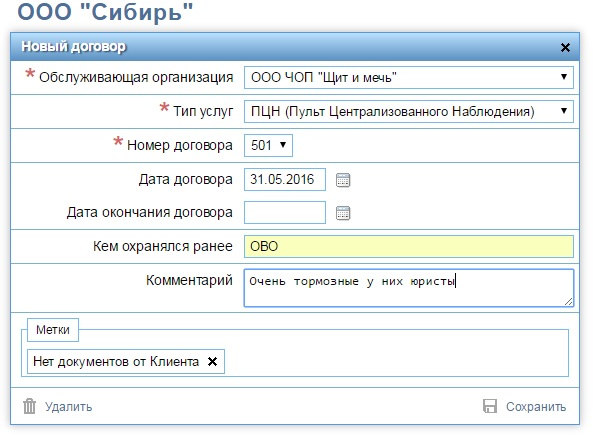 ООО "Сибирь"
Новый договор
* Обслуживающая организация ООО ЧОП "Щит и мечь"
* Тип услуг ПЦН (Пульт Централизованного Наблюдения)
* Номер договора 501
Дата договора 31.05.2016
Дата окончания договора
Кем охранялся ранее ОВО
Комментарий Очень тормозные у них юристы
Метки
Нет документов от Клиента
Удалить Сохранить